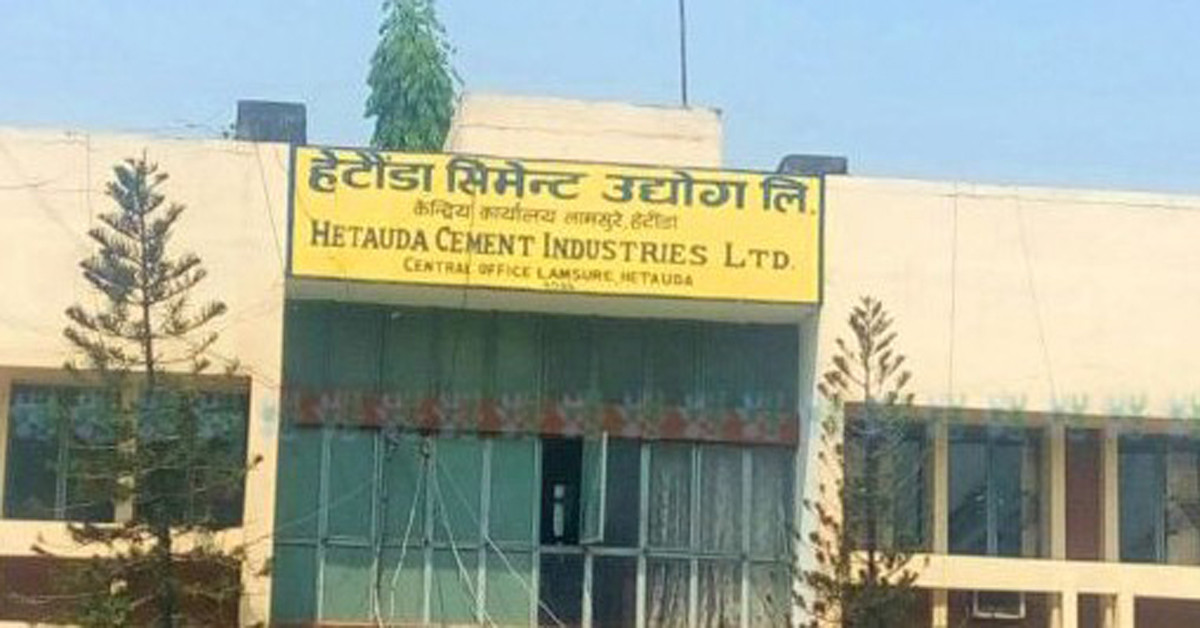 हेटौंडा सिमेन्ट उद्योग लि.
केन्द्रिय कार्यालय लामसुरे, हेटौंडा
HETAUDA CEMENT INDUSTRIES LTD.
CENTRAL OFFICE LAMSURE, HETAUDA